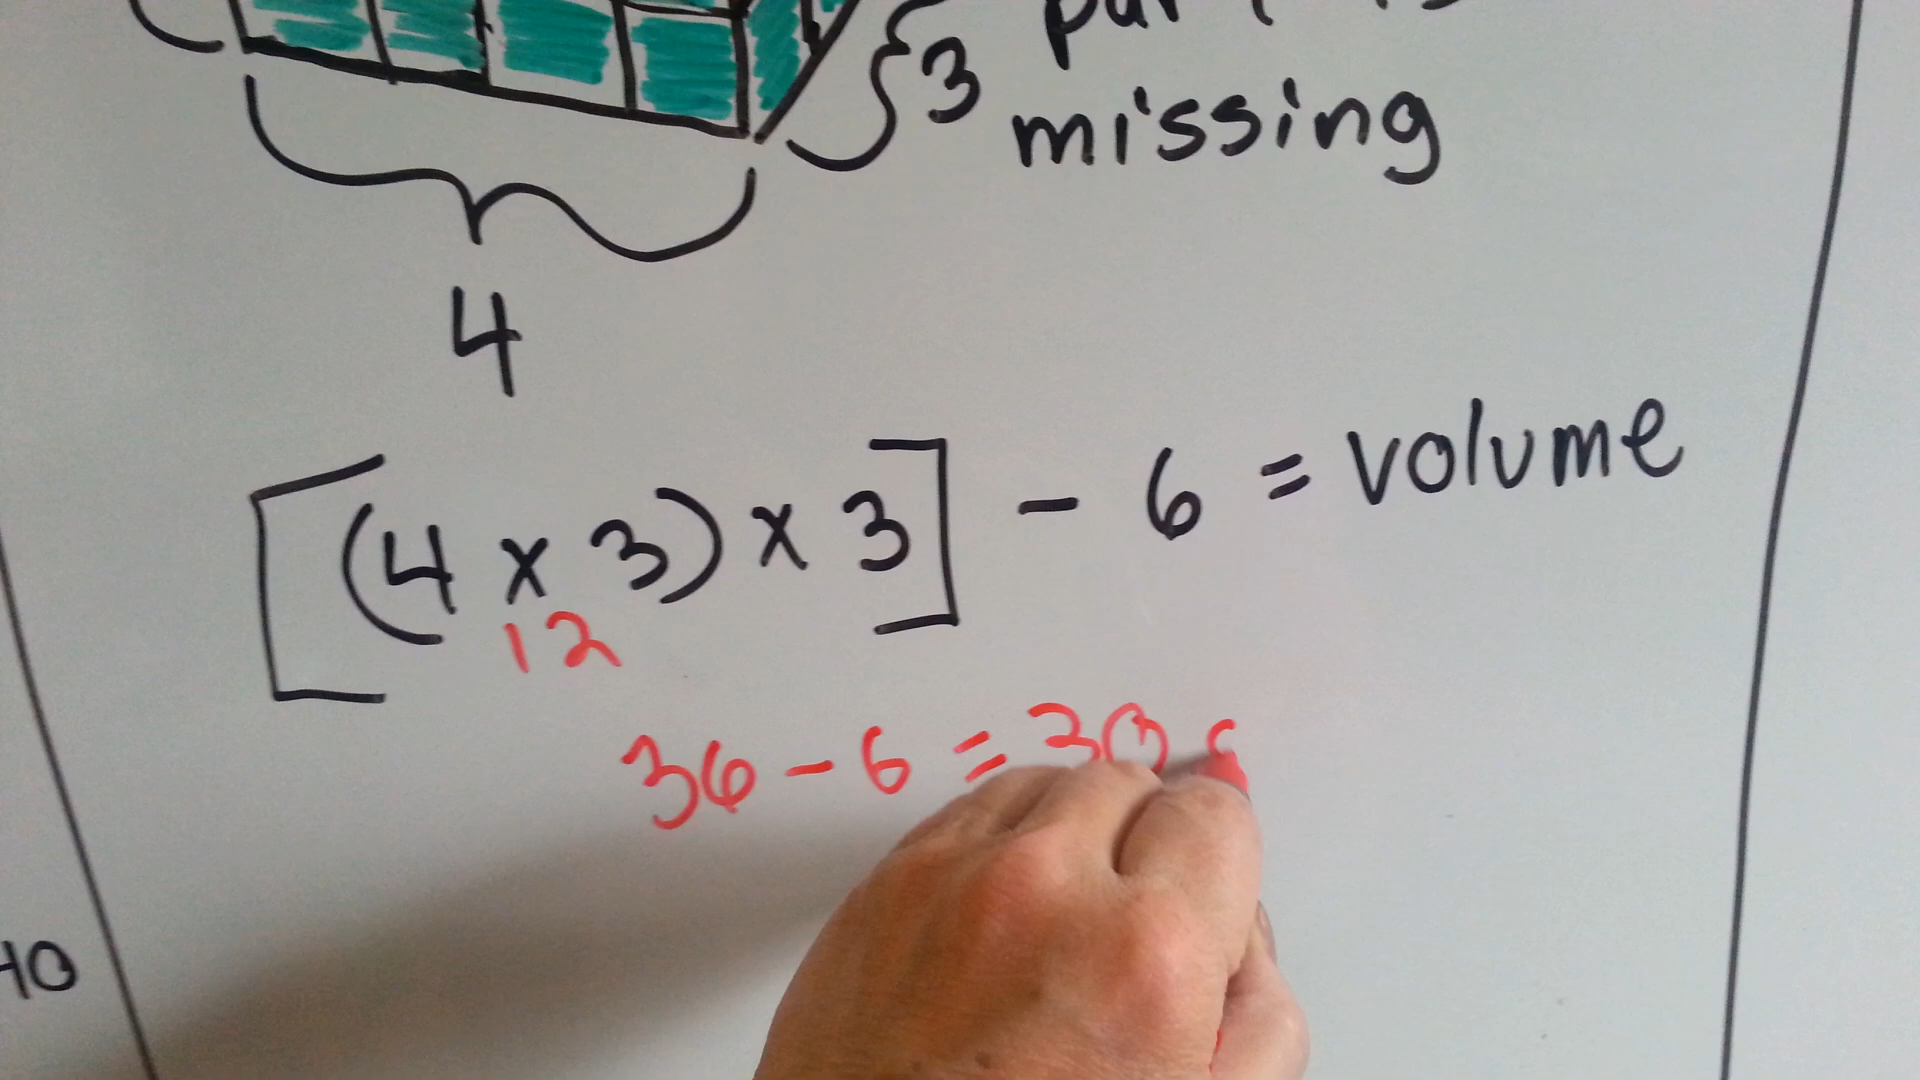 3
missing
4
[(4 x 3) x 3] - 6 = volume
12
36 - 6 = 30
40